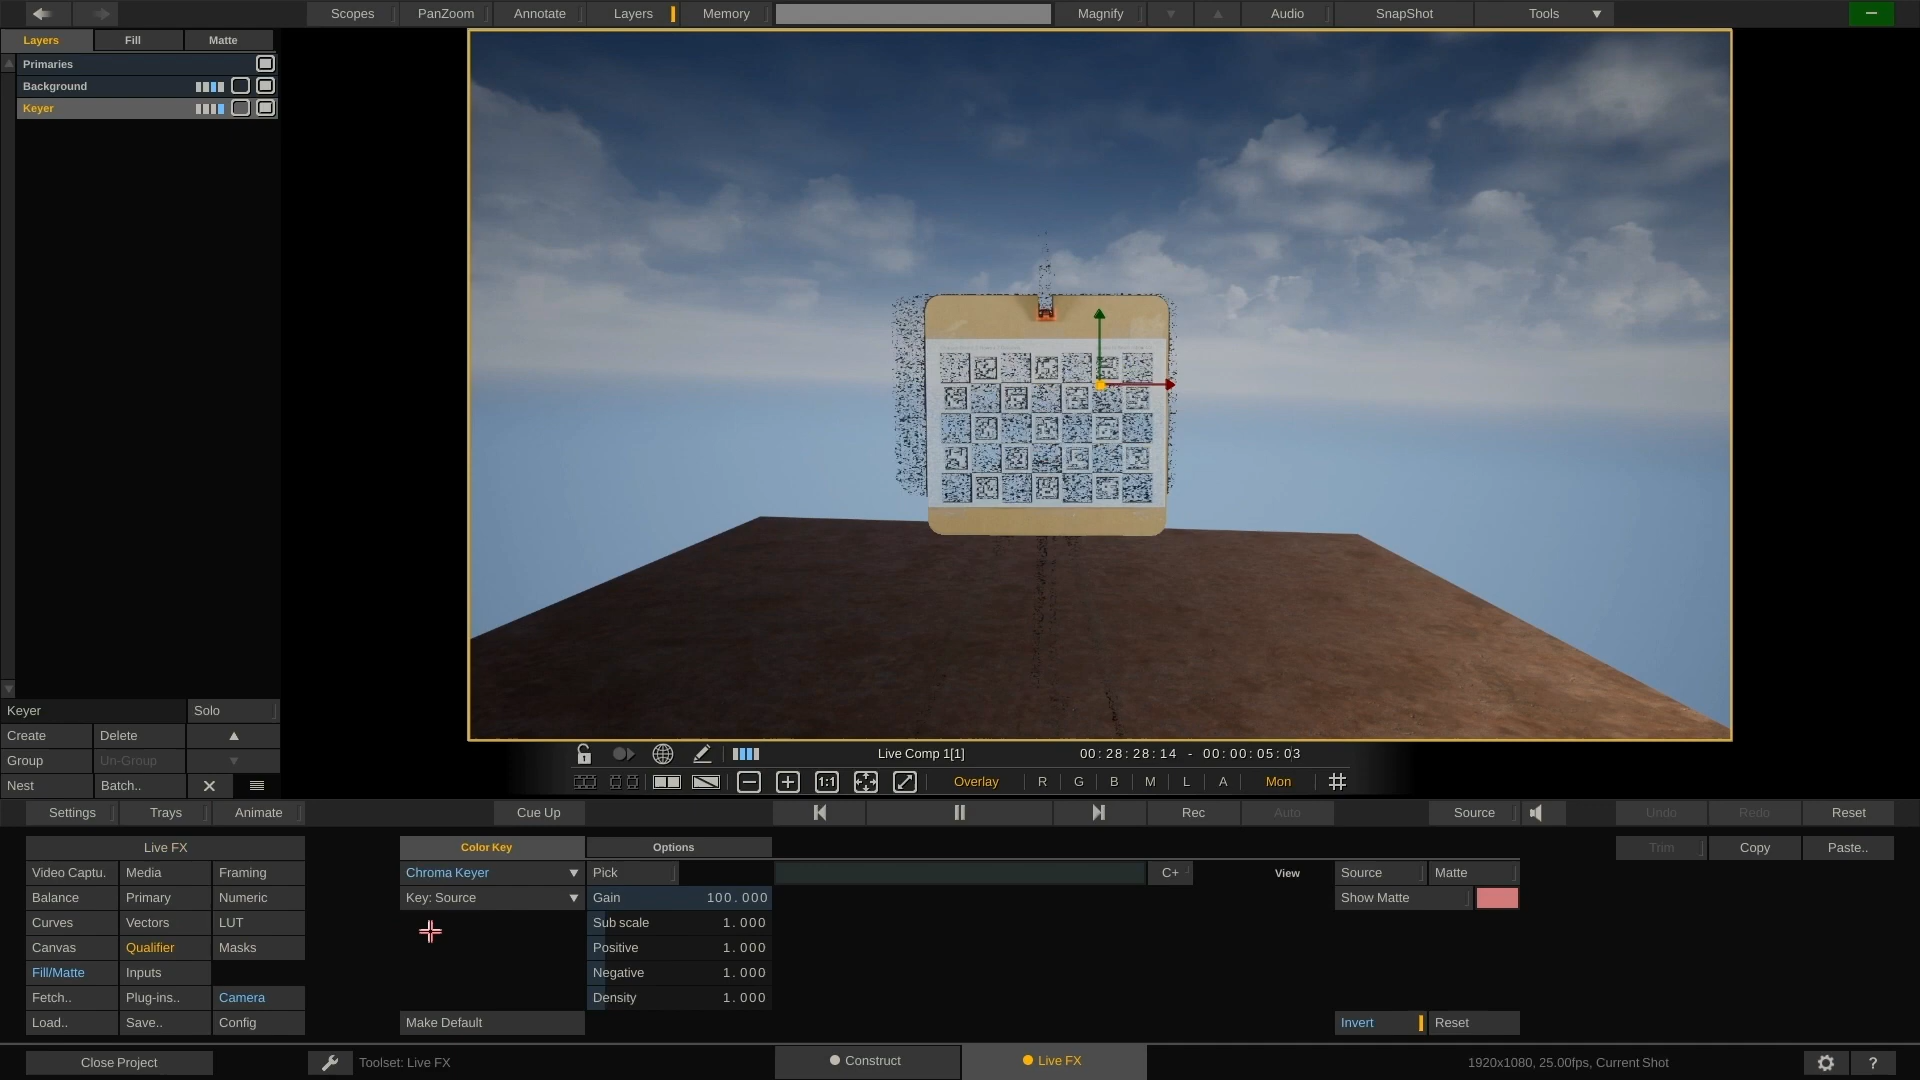 Scopes PanZoom Annotate Layers Memory Magnify Audio SnapShot Tools
Layers Fill Matte
Primaries
Background
Keyer
Keyer Solo
Create Delete
Group Un-Group
Nest Batch..
Live Comp 1[1] 00:28:28:14 - 00:00:05:03
1:1 Overlay R G B M L A Mon
Settings Trays Animate Cue Up Rec Auto Source Undo Redo Reset
Live FX Color Key Options Trim Copy Paste..
Video Captu. Media Framing Chroma Keyer Pick C+ View Source Matte
Balance Primary Numeric Key: Source Gain 100.000 Show Matte
Curves Vectors LUT Sub scale 1.000
Canvas Qualifier Masks Positive 1.000
Fill/Matte Inputs Negative 1.000
Fetch.. Plug-ins.. Camera Density 1.000
Load.. Save.. Config Make Default Invert Reset
Close Project Toolset: Live FX Construct Live FX 1920x1080, 25.00fps, Current Shot ?